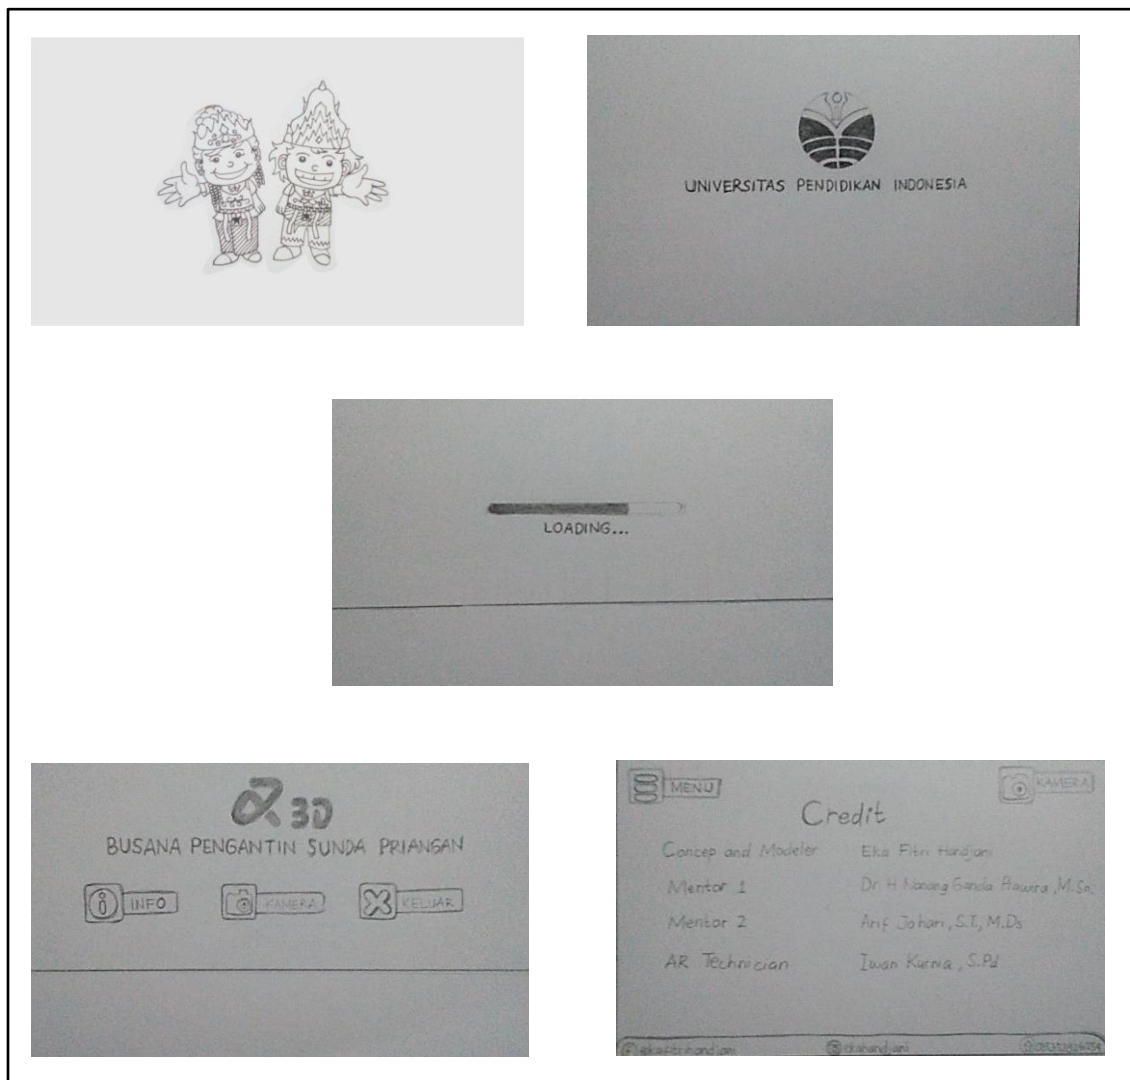 UNIVERSITAS PENDIDIKAN INDONESIA
LOADING...
3D
BUSANA PENGANTIN SUNDA PRIANGAN
INFO
KAMERA
KELUAR
MENU
KAMERA
Credit
Concep and Modeler Eka Fitri Handjani
Mentor 1 Dr H Nanang Ganda Prawira, M.Sn.
Mentor 2 Arif Johari, S.T., M.Ds
AR Technician Iwan Kurnia, S.Pd
ekafitrihandjani ekahandjani